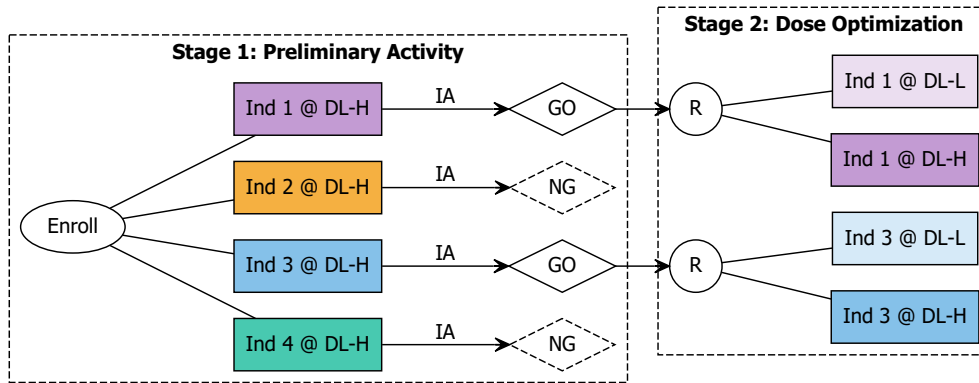 Stage 1: Preliminary Activity
Stage 2: Dose Optimization
Enroll
Ind 1 @ DL-H
IA
GO
R
Ind 1 @ DL-L
Ind 1 @ DL-H
Ind 2 @ DL-H
IA
NG
Ind 3 @ DL-H
IA
GO
R
Ind 3 @ DL-L
Ind 3 @ DL-H
Ind 4 @ DL-H
IA
NG